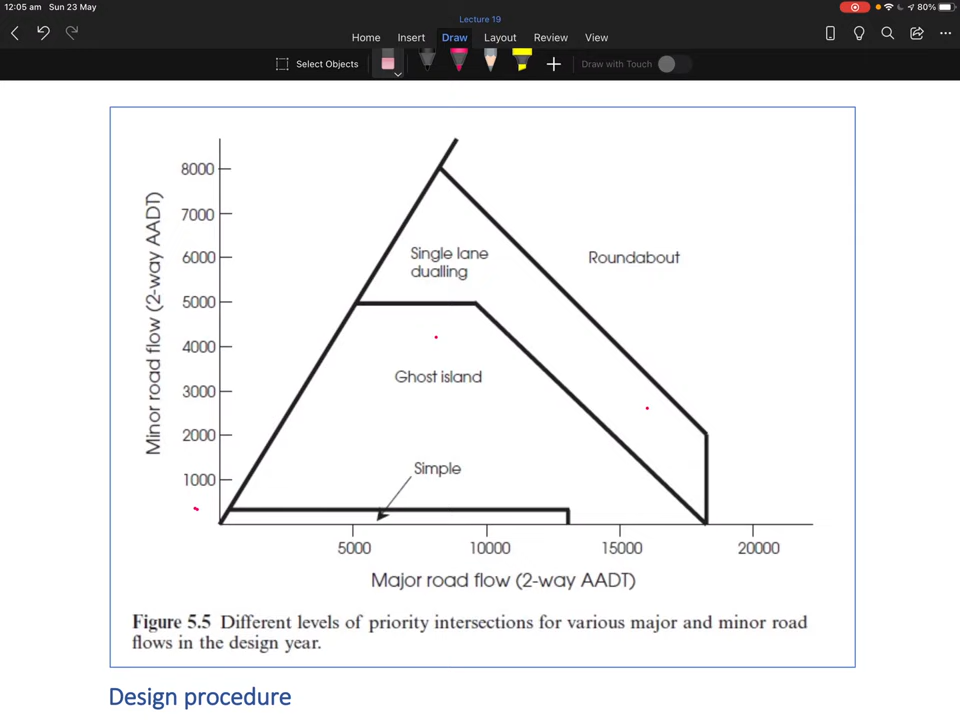 12:05 am Sun 23 May
80%
Lecture 19
Home Insert Draw Layout Review View
Select Objects
Draw with Touch
8000
7000
6000
5000
4000
3000
2000
1000
Minor road flow (2-way AADT)
Single lane
dualling
Roundabout
Ghost island
Simple
5000 10000 15000 20000
Major road flow (2-way AADT)
Figure 5.5 Different levels of priority intersections for various major and minor road
flows in the design year.
Design procedure